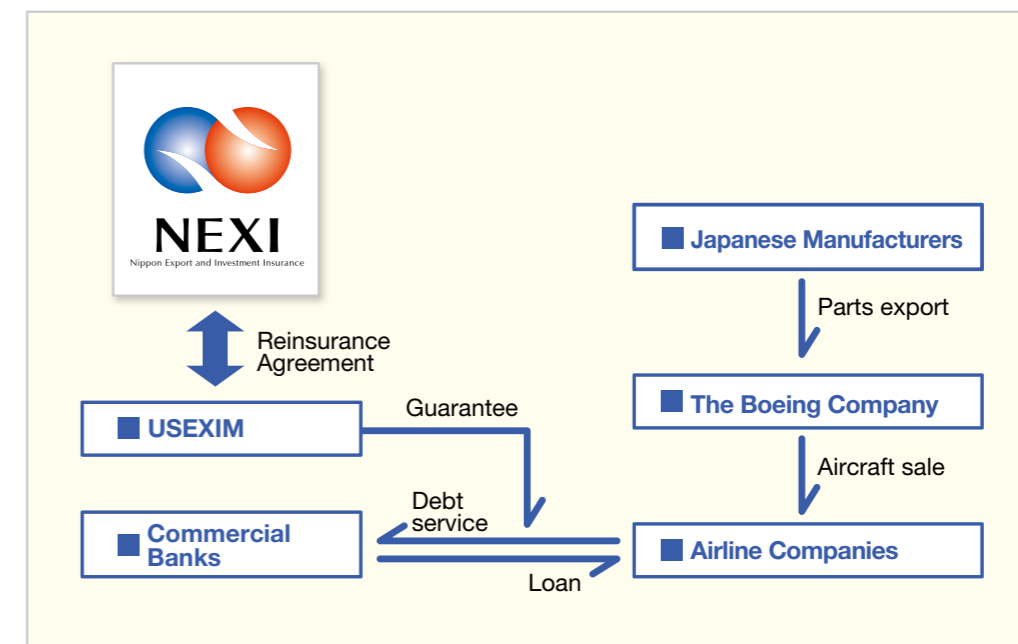 NEXI
Nippon Export and Investment Insurance
Reinsurance
Agreement
USEXIM
Guarantee
Commercial
Banks
Debt
service
Loan
Japanese Manufacturers
Parts export
The Boeing Company
Aircraft sale
Airline Companies